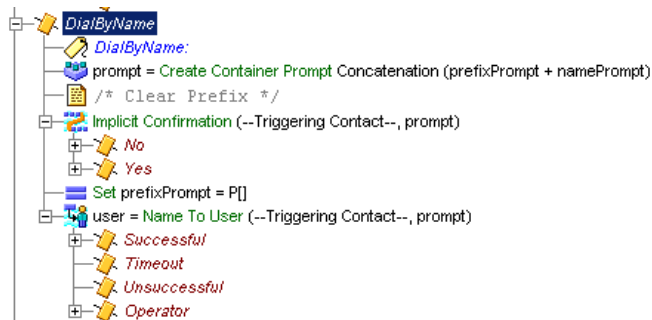 DialByName
DialByName:
prompt = Create Container Prompt Concatenation (prefixPrompt + namePrompt)
/* Clear Prefix */
Implicit Confirmation (--Triggering Contact--, prompt)
No
Yes
Set prefixPrompt = P[]
user = Name To User (--Triggering Contact--, prompt)
Successful
Timeout
Unsuccessful
Operator